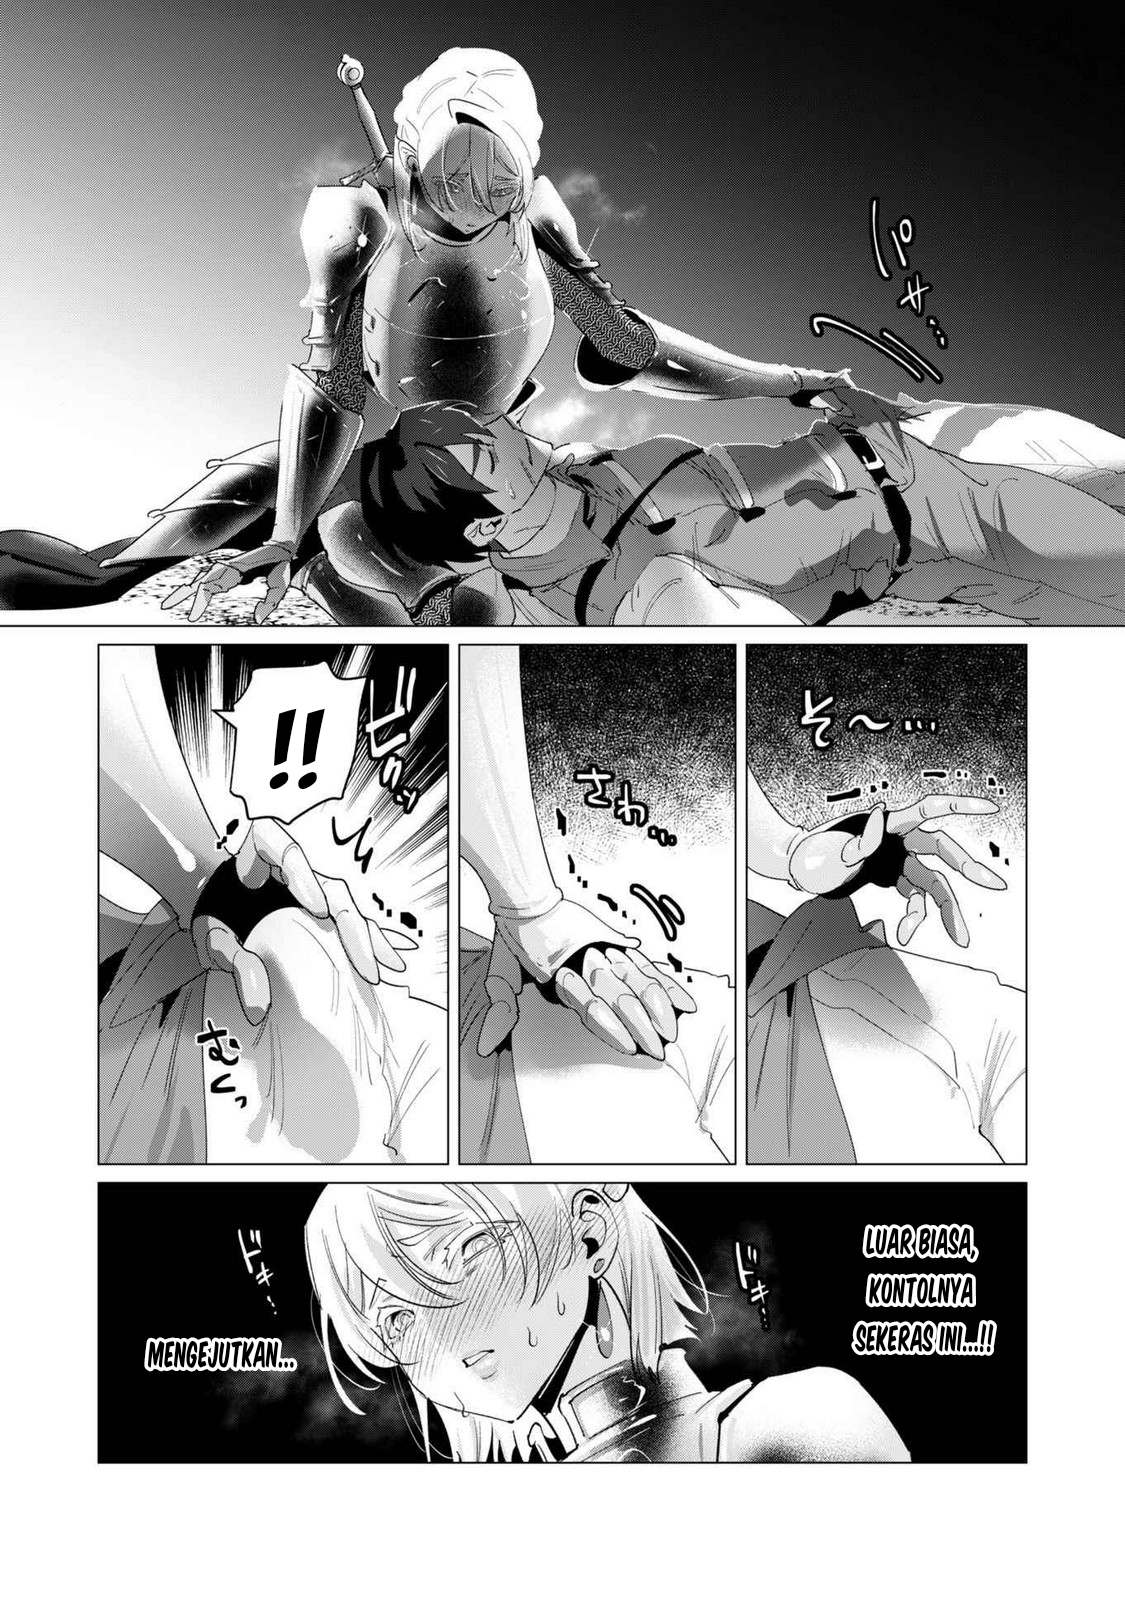 パサ…
そ〜…
さわ…
!!
ビクッ
むくっ
LUAR BIASA,
KONTOLNYA
SEKERAS INI...!!
ドキ…
ドキ…
MENGEJUTKAN...